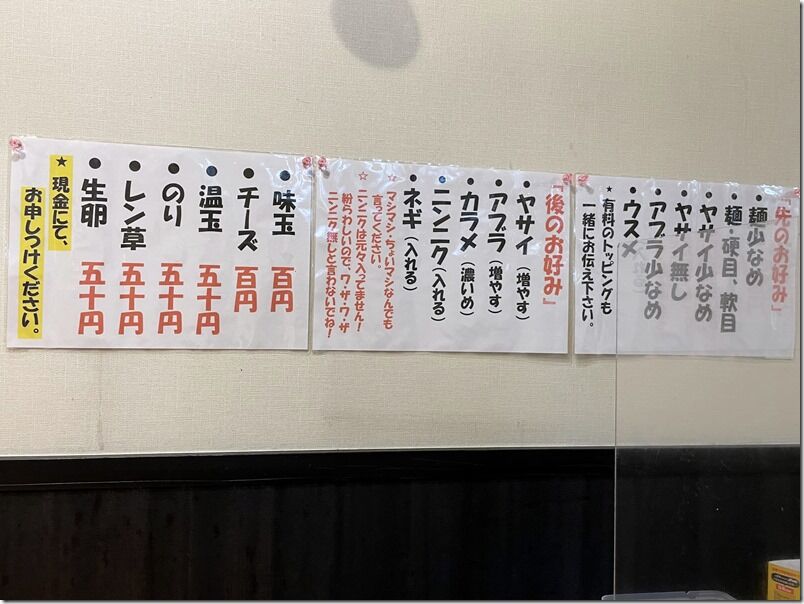 『先のお好み』
●麺少なめ
●麺、硬目、軟目
●ヤサイ少なめ
●ヤサイ無し
●アブラ少なめ
●ウスメ
★有料のトッピングも
一緒にお伝え下さい。
『後のお好み』
●ヤサイ（増やす）
●アブラ（増やす）
●カラメ（濃いめ）
●ニンニク（入れる）
●ネギ（入れる）
☆マシマシ・ちょいマシなんでも
言ってください。
☆ニンニクは元々入ってません！
紛らわしいので、ワ・ザ・ワ・ザ
ニンニク無しと言わないでね！
●味玉 百円
●チーズ 百円
●温玉 五十円
●のり 五十円
●レン草 五十円
●生卵 五十円
★現金にて、
お申しつけください。